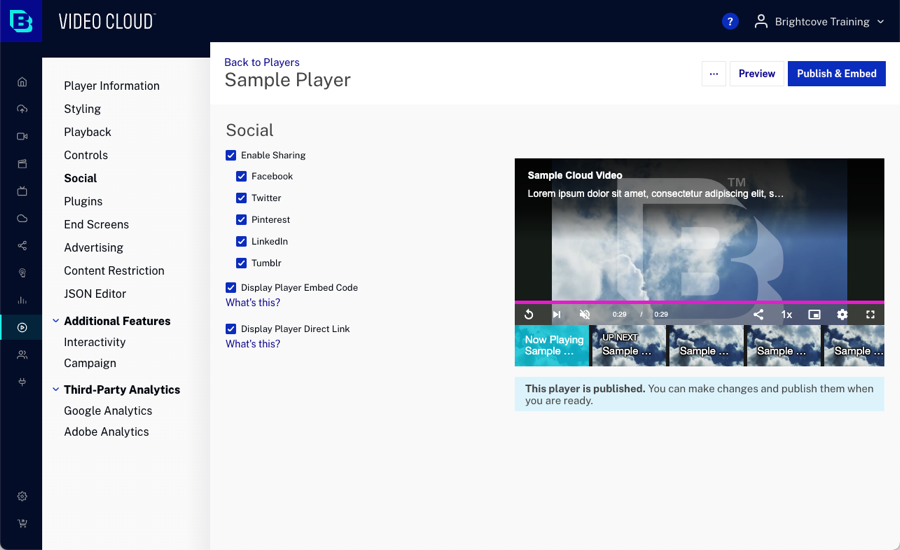 VIDEO CLOUD
?
Brightcove Training
Player Information
Styling
Playback
Controls
Social
Plugins
End Screens
Advertising
Content Restriction
JSON Editor
Additional Features
Interactivity
Campaign
Third-Party Analytics
Google Analytics
Adobe Analytics
Back to Players
Sample Player
...
Preview
Publish & Embed
Social
Enable Sharing
Facebook
Twitter
Pinterest
LinkedIn
Tumblr
Display Player Embed Code
What's this?
Display Player Direct Link
What's this?
Sample Cloud Video
Lorem ipsum dolor sit amet, consectetur adipiscing elit, s...
TM
0:29 / 0:29
1x
Now Playing
Sample ...
UP NEXT
Sample ...
Sample ...
Sample ...
Sample ...
This player is published. You can make changes and publish them when
you are ready.